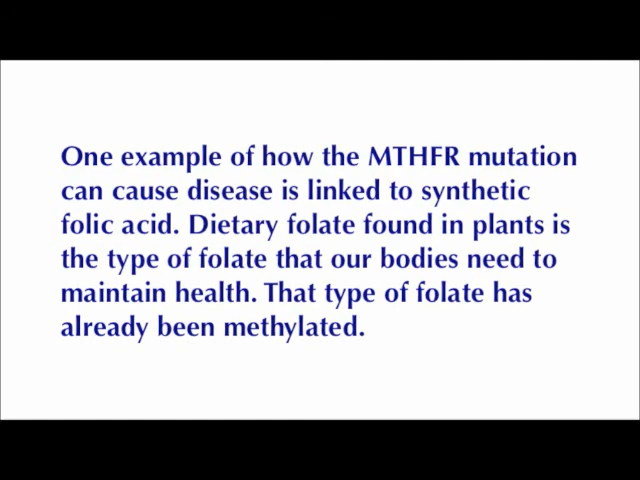 One example of how the MTHFR mutation
can cause disease is linked to synthetic
folic acid. Dietary folate found in plants is
the type of folate that our bodies need to
maintain health. That type of folate has
already been methylated.